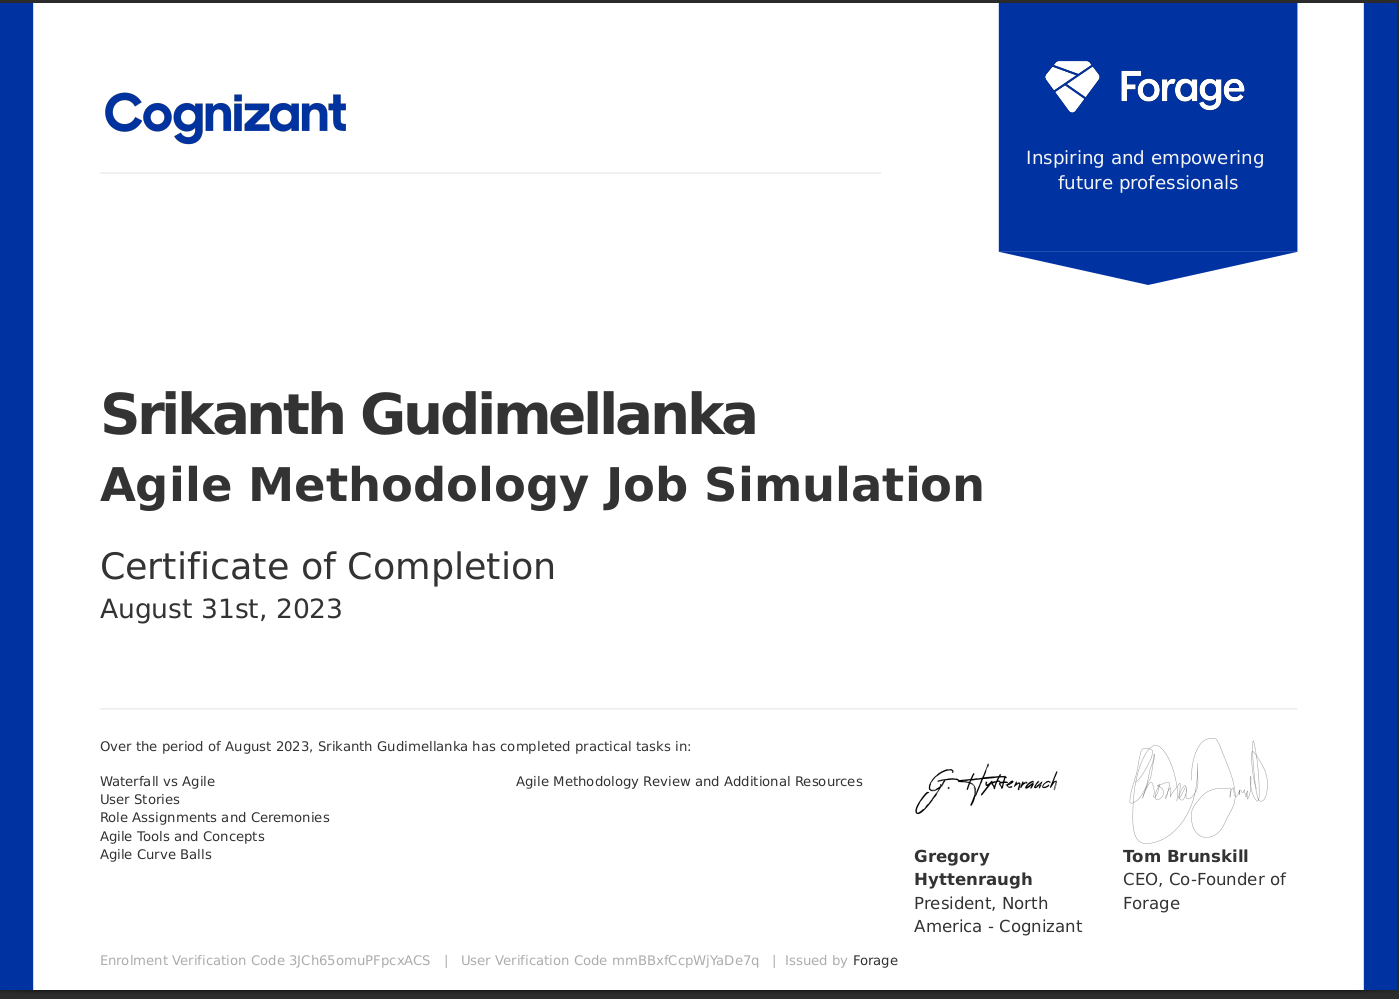 Cognizant
Forage
Inspiring and empowering
future professionals
Srikanth Gudimellanka
Agile Methodology Job Simulation
Certificate of Completion
August 31st, 2023
Over the period of August 2023, Srikanth Gudimellanka has completed practical tasks in:
Waterfall vs Agile
User Stories
Role Assignments and Ceremonies
Agile Tools and Concepts
Agile Curve Balls
Agile Methodology Review and Additional Resources
G. Hyttenrauch
Gregory
Hyttenraugh
President, North
America - Cognizant
Tom Brunskill
CEO, Co-Founder of
Forage
Enrolment Verification Code 3JCh65omuPFpcxACS | User Verification Code mmBBxfCcpWjYaDe7q | Issued by Forage